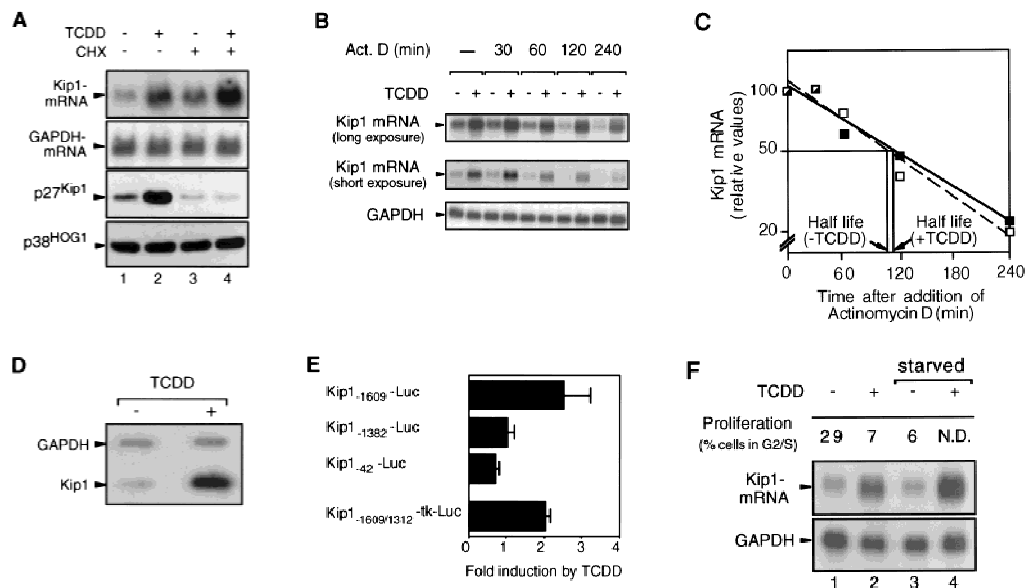 A
TCDD - + - +
CHX + +
Kip1-
mRNA
GAPDH-
mRNA
p27Kip1
p38HOG1
1 2 3 4
B
Act. D (min) — 30 60 120 240
TCDD - + - + - + - + - +
Kip1 mRNA
(long exposure)
Kip1 mRNA
(short exposure)
GAPDH
C
Kip1 mRNA
(relative values)
100
50
20
Half life
(-TCDD)
Half life
(+TCDD)
0 60 120 180 240
Time after addition of
Actinomycin D (min)
D
TCDD
- +
GAPDH
Kip1
E
Kip1-1609-Luc
Kip1-1382-Luc
Kip1-42-Luc
Kip1-1609/1312-tk-Luc
0 1 2 3 4
Fold induction by TCDD
F
starved
TCDD - + - +
Proliferation
(% cells in G2/S)
29 7 6 N.D.
Kip1-
mRNA
GAPDH
1 2 3 4